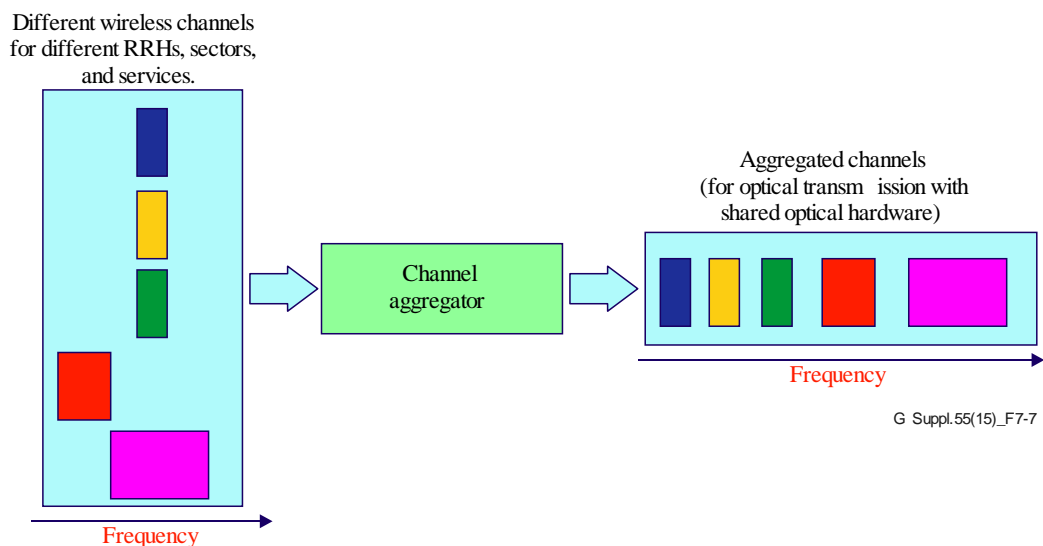 Different wireless channels
for different RRHs, sectors,
and services.
Frequency
Channel
aggregator
Aggregated channels
(for optical transm ission with
shared optical hardware)
Frequency
G Suppl.55(15)_F7-7